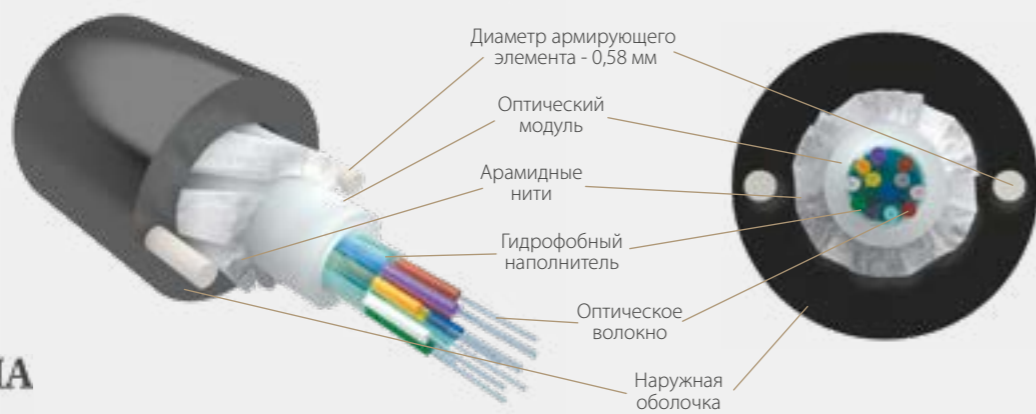 Диаметр армирующего
элемента - 0,58 мм
Оптический
модуль
Арамидные
нити
Гидрофобный
наполнитель
Оптическое
волокно
Наружная
оболочка